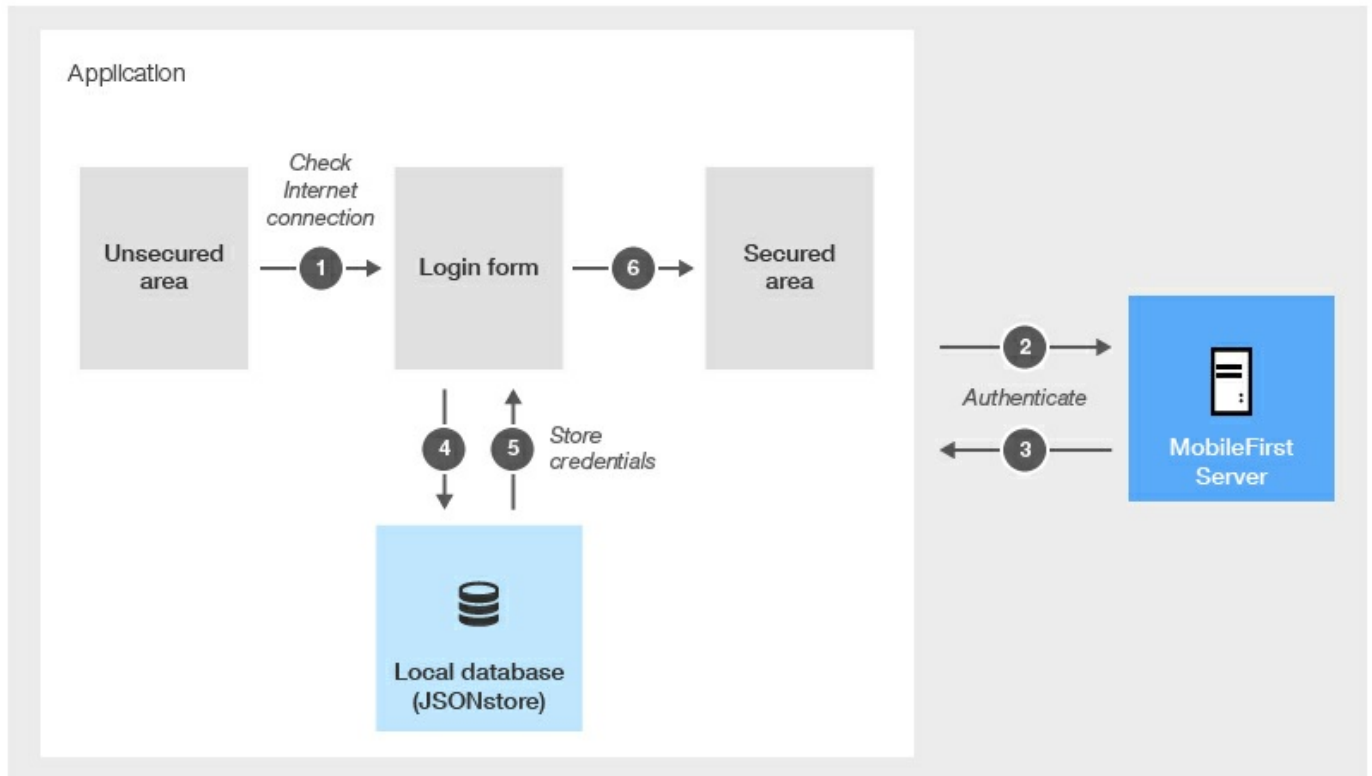 Application
Check
Internet
connection
Unsecured
area
1
Login form
6
Secured
area
2
Authenticate
3
MobileFirst
Server
4
5
Store
credentials
Local database
(JSONstore)